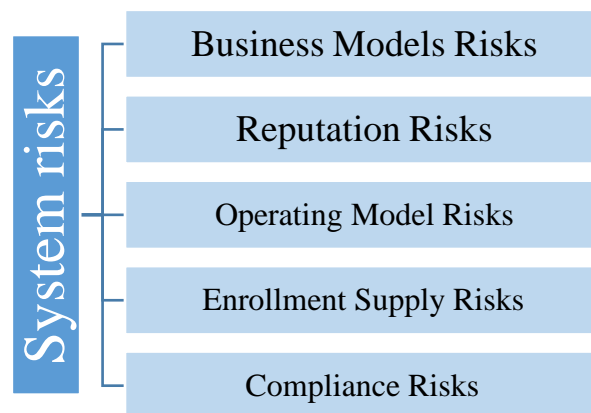 System risks
Business Models Risks
Reputation Risks
Operating Model Risks
Enrollment Supply Risks
Compliance Risks